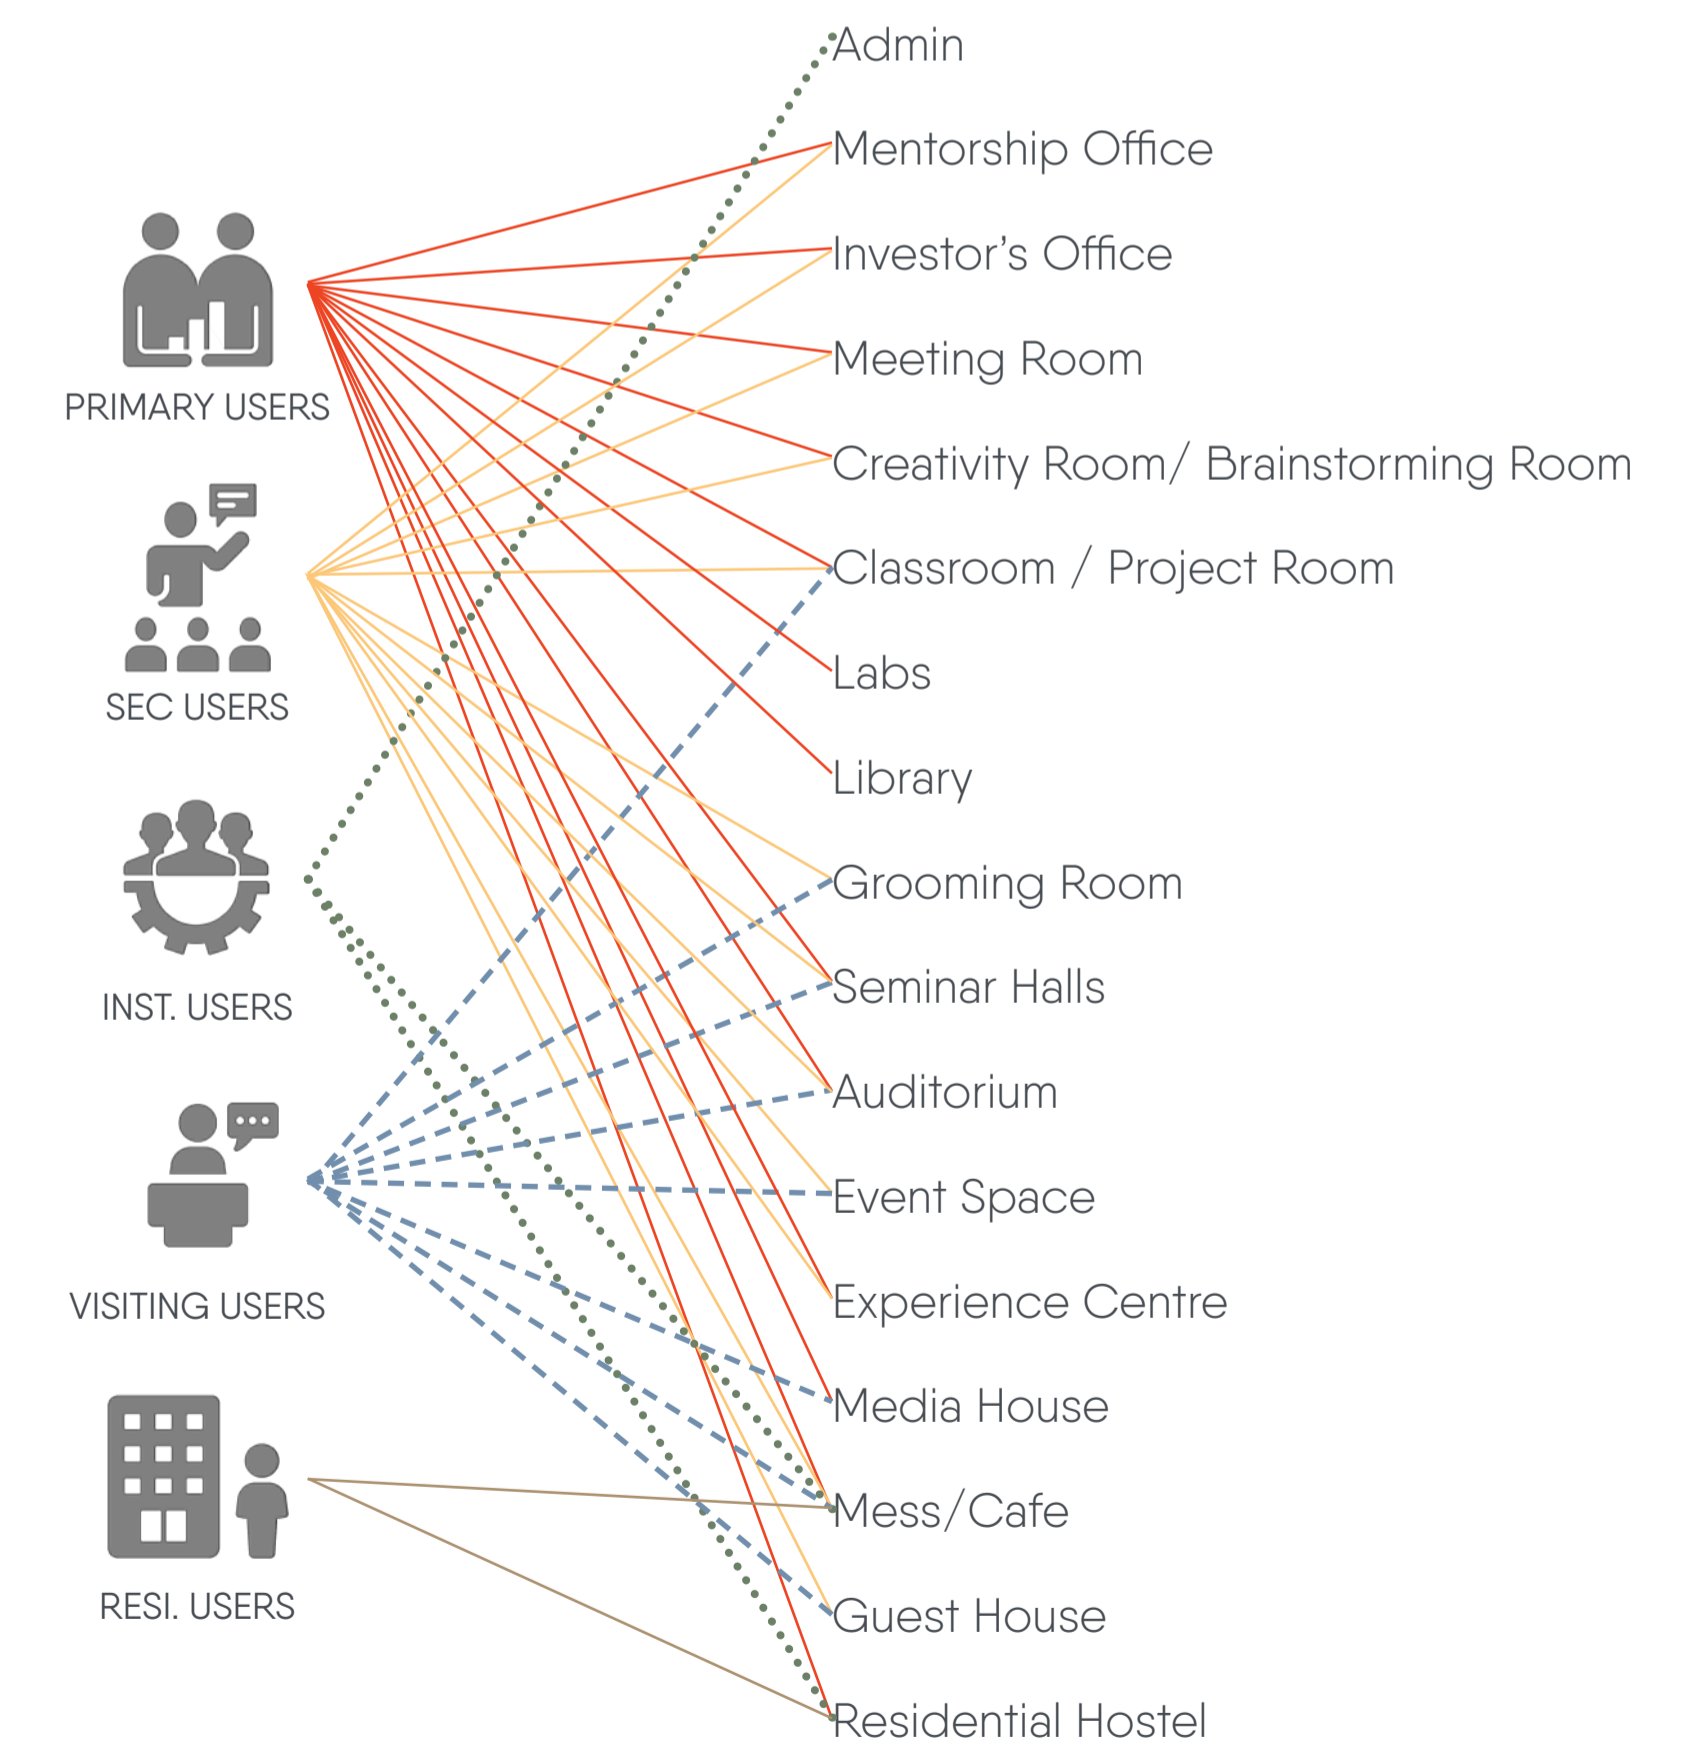 Admin
Mentorship Office
Investor’s Office
Meeting Room
PRIMARY USERS
Creativity Room/ Brainstorming Room
Classroom / Project Room
Labs
SEC USERS
Library
Grooming Room
Seminar Halls
INST. USERS
Auditorium
Event Space
Experience Centre
VISITING USERS
Media House
Mess/Cafe
RESI. USERS
Guest House
Residential Hostel